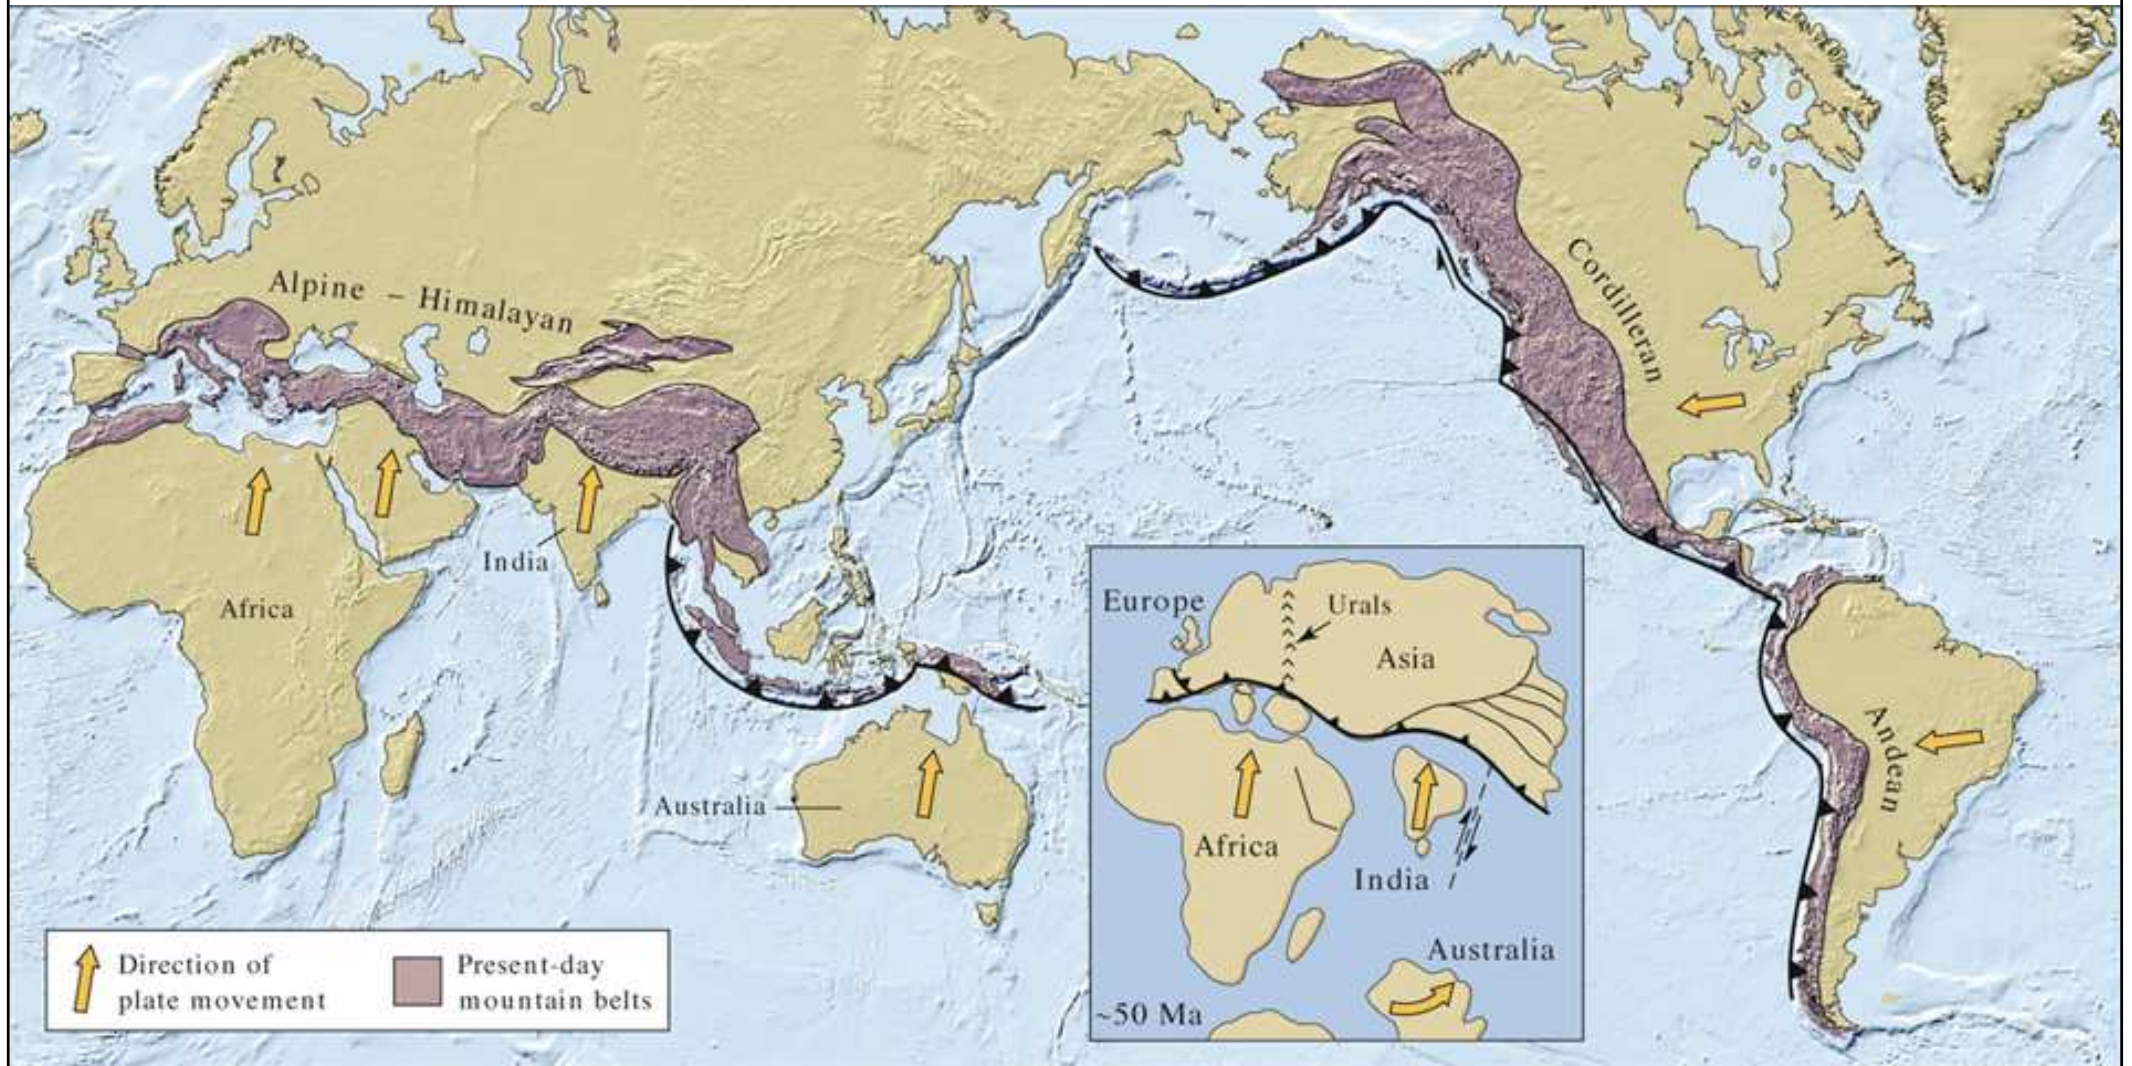 Alpine – Himalayan
Cordilleran
India
Africa
Australia
Andean
Europe
Urals
Asia
Africa
India
Australia
~50 Ma
Direction of
plate movement
Present-day
mountain belts